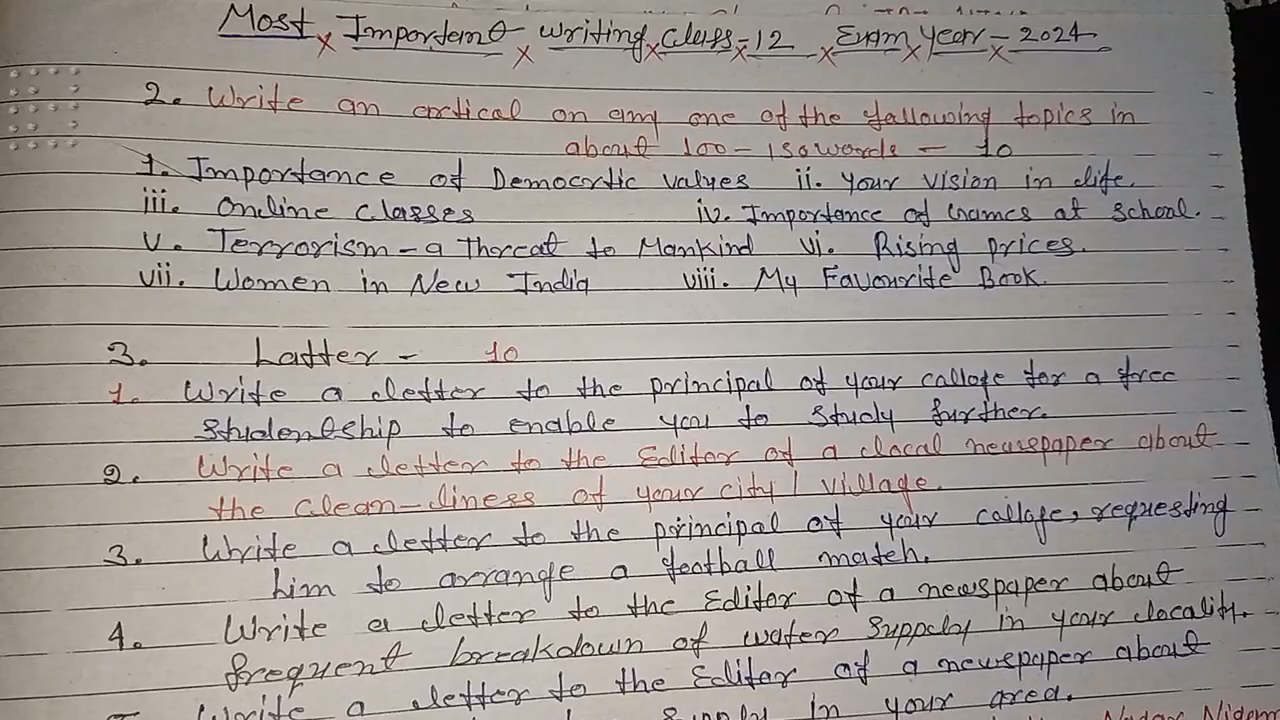 Most Importent writing class-12 Exam year - 2024
2. Write an artical on any one of the fallowing topics in
about 100-150 words - 10
1. Importance of Democrtic values ii. your vision in life.
iii. Online classes iv. Importance of Games at School.
v. Terrorism - a Thereat to Mankind vi. Rising prices.
vii. Women in New India viii. My Favourite Book.
3. Latter - 10
1. Write a letter to the principal of your callage for a free
studentship to enable you to study further.
2. Write a letter to the Editor of a local newspaper about
the clean-liness of your city / village.
3. Write a letter to the principal of your callage, requesting
him to arrange a football match.
4. Write a letter to the Editor of a newspaper about
frequent breakdown of water supply in your locality.
Write a letter to the Editor of a newspaper about
supply in your area.